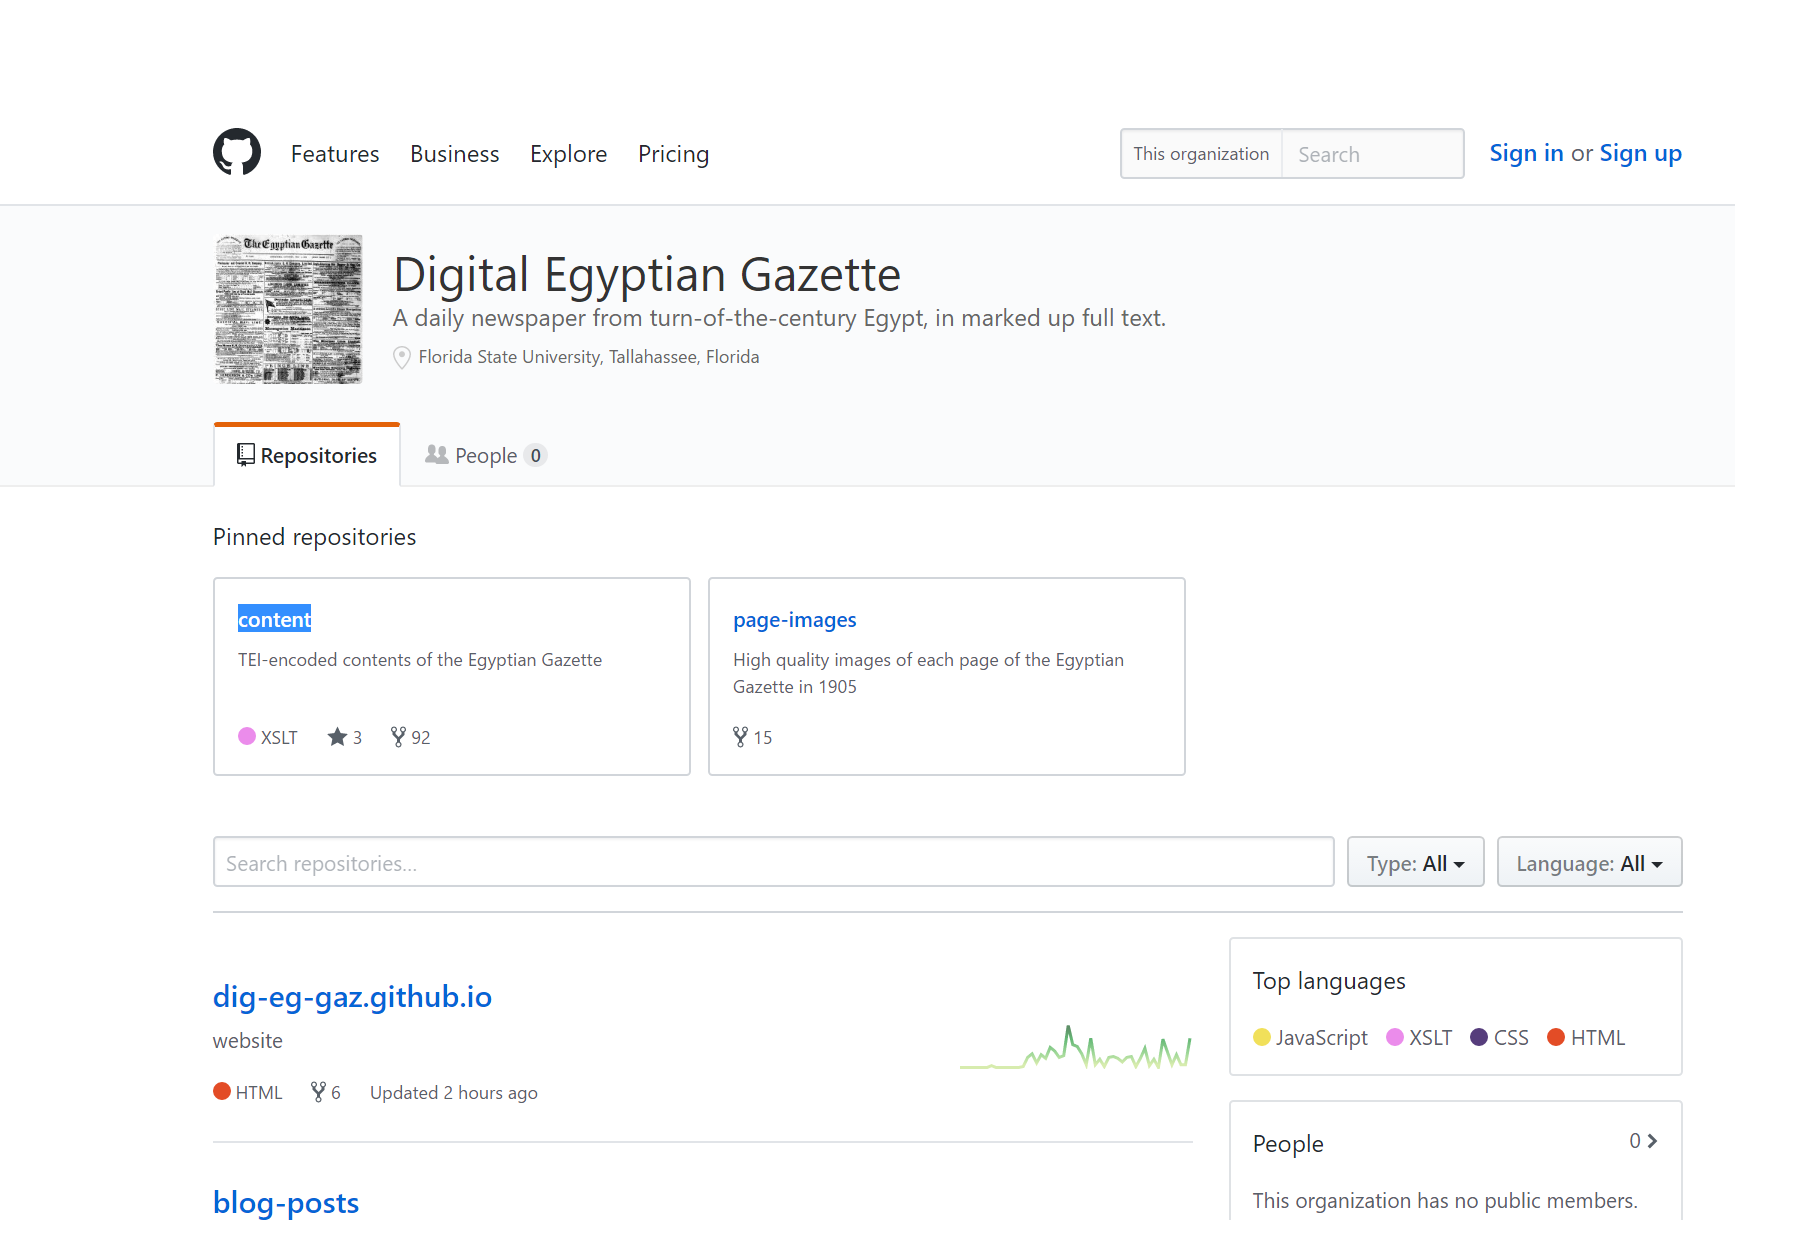 Features Business Explore Pricing
This organization Search Sign in or Sign up
The Egyptian Gazette
Digital Egyptian Gazette
A daily newspaper from turn-of-the-century Egypt, in marked up full text.
Florida State University, Tallahassee, Florida
Repositories People 0
Pinned repositories
content
TEI-encoded contents of the Egyptian Gazette
XSLT 3 92
page-images
High quality images of each page of the Egyptian
Gazette in 1905
15
Search repositories... Type: All Language: All
dig-eg-gaz.github.io
website
HTML 6 Updated 2 hours ago
blog-posts
Top languages
JavaScript XSLT CSS HTML
People 0
This organization has no public members.